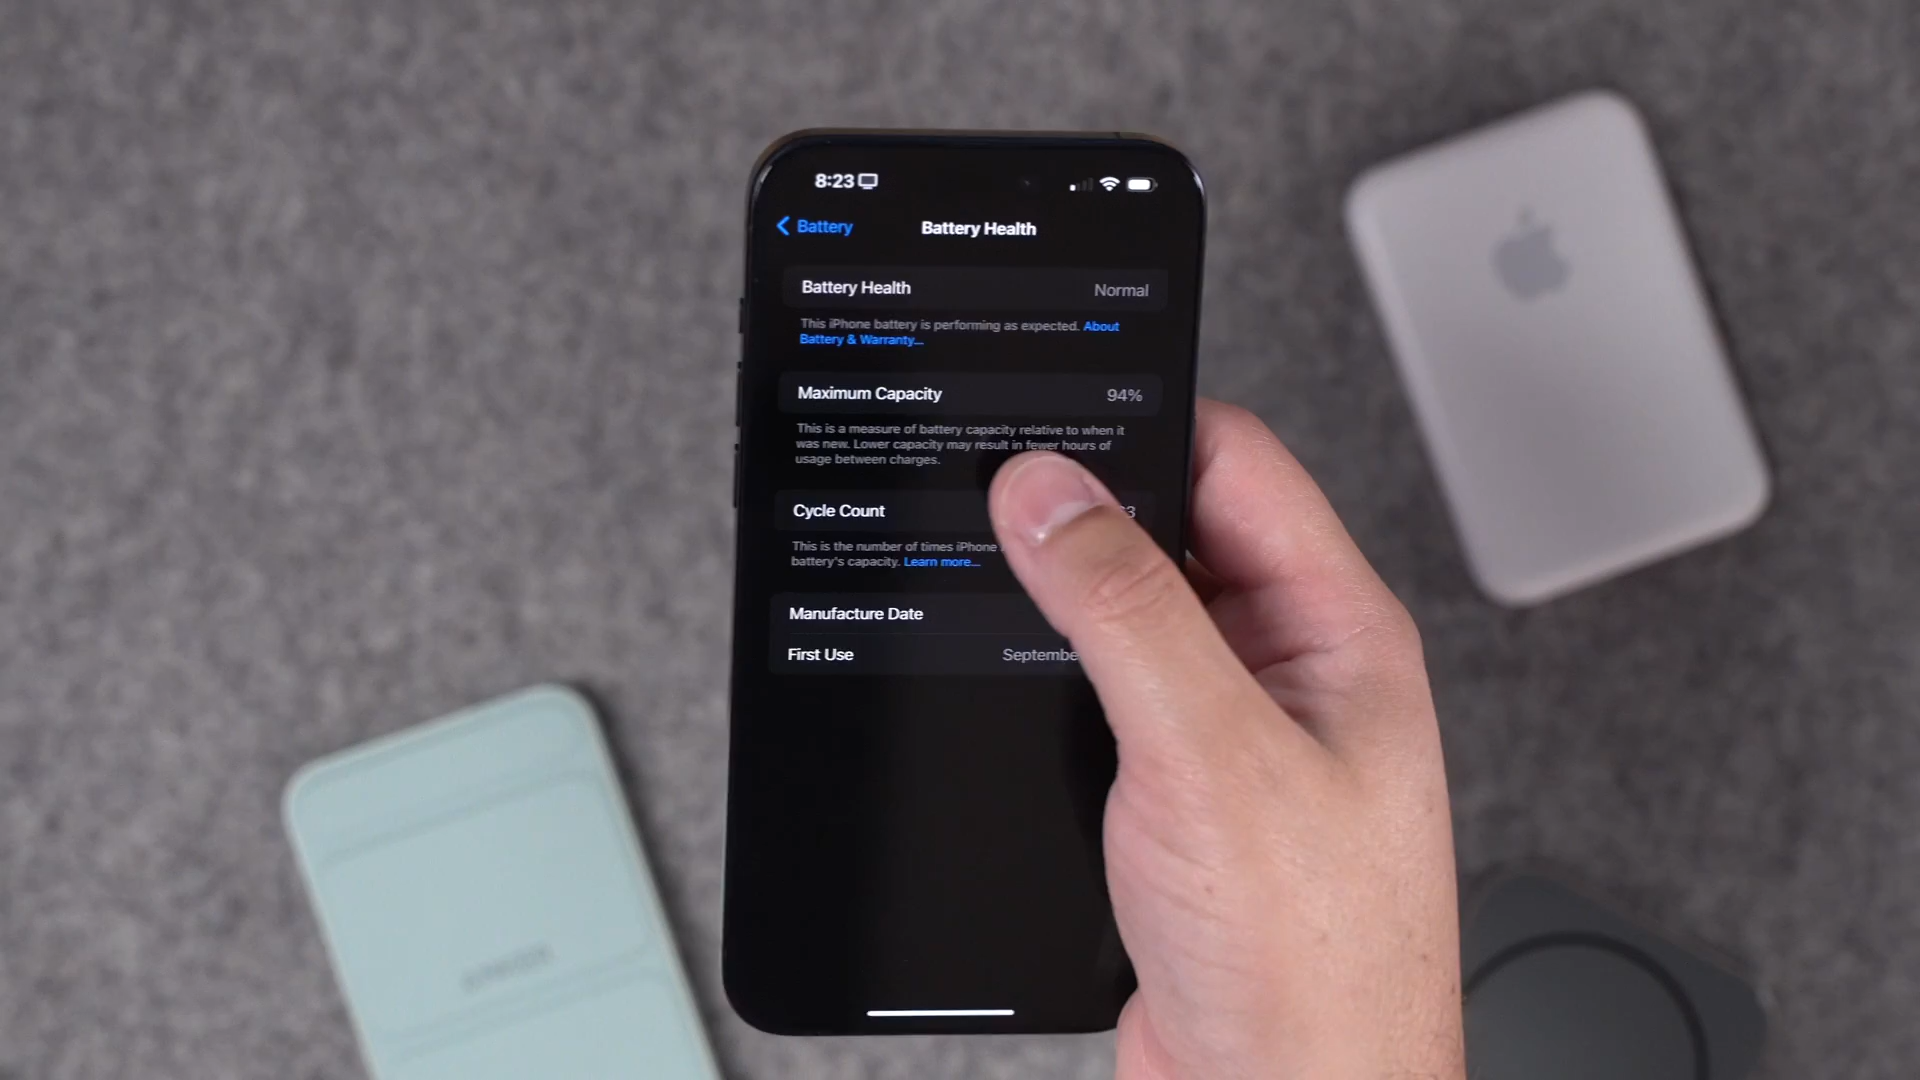 8:23
Battery
Battery Health
Battery Health Normal
This iPhone battery is performing as expected. About
Battery & Warranty...
Maximum Capacity 94%
This is a measure of battery capacity relative to when it
was new. Lower capacity may result in fewer hours of
usage between charges.
Cycle Count
This is the number of times iPhone
battery's capacity. Learn more...
Manufacture Date
First Use